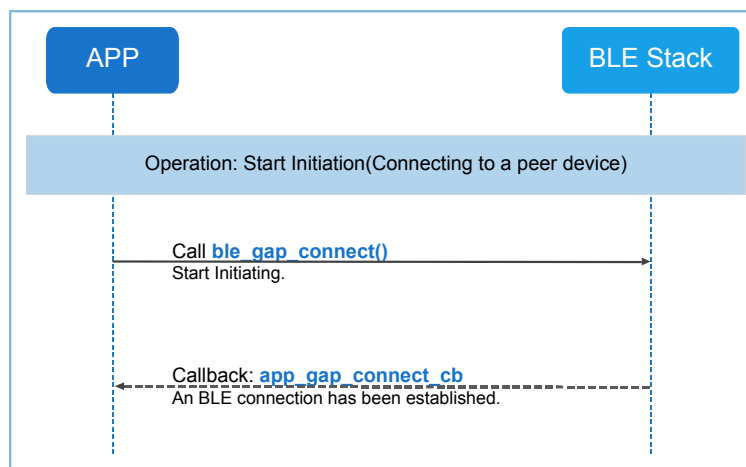 APP
BLE Stack
Operation: Start Initiation(Connecting to a peer device)
Call ble_gap_connect()
Start Initiating.
Callback: app_gap_connect_cb
An BLE connection has been established.